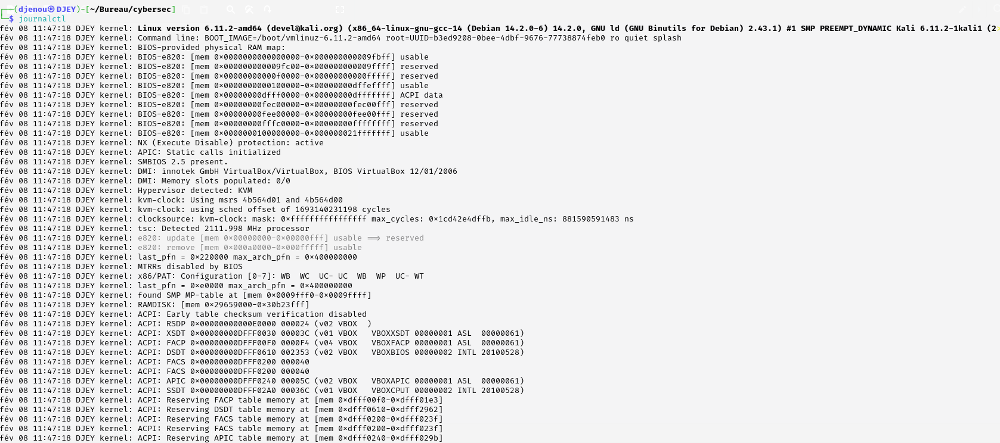 ┌──(djenou㉿DJEY)-[~/Bureau/cybersec]
└─$ journalctl
fév 08 11:47:18 DJEY kernel: Linux version 6.11.2-amd64 (devel@kali.org) (x86_64-linux-gnu-gcc-14 (Debian 14.2.0-6) 14.2.0, GNU ld (GNU Binutils for Debian) 2.43.1) #1 SMP PREEMPT_DYNAMIC Kali 6.11.2-1kali1 (2>
fév 08 11:47:18 DJEY kernel: Command line: BOOT_IMAGE=/boot/vmlinuz-6.11.2-amd64 root=UUID=b3ed9208-0bee-4dbf-9676-77738874feb0 ro quiet splash
fév 08 11:47:18 DJEY kernel: BIOS-provided physical RAM map:
fév 08 11:47:18 DJEY kernel: BIOS-e820: [mem 0x0000000000000000-0x000000000009fbff] usable
fév 08 11:47:18 DJEY kernel: BIOS-e820: [mem 0x000000000009fc00-0x000000000009ffff] reserved
fév 08 11:47:18 DJEY kernel: BIOS-e820: [mem 0x00000000000f0000-0x00000000000fffff] reserved
fév 08 11:47:18 DJEY kernel: BIOS-e820: [mem 0x0000000000100000-0x00000000dffeffff] usable
fév 08 11:47:18 DJEY kernel: BIOS-e820: [mem 0x00000000dfff0000-0x00000000dfffffff] ACPI data
fév 08 11:47:18 DJEY kernel: BIOS-e820: [mem 0x00000000fec00000-0x00000000fec00fff] reserved
fév 08 11:47:18 DJEY kernel: BIOS-e820: [mem 0x00000000fee00000-0x00000000fee00fff] reserved
fév 08 11:47:18 DJEY kernel: BIOS-e820: [mem 0x00000000fffc0000-0x00000000ffffffff] reserved
fév 08 11:47:18 DJEY kernel: BIOS-e820: [mem 0x0000000100000000-0x000000021fffffff] usable
fév 08 11:47:18 DJEY kernel: NX (Execute Disable) protection: active
fév 08 11:47:18 DJEY kernel: APIC: Static calls initialized
fév 08 11:47:18 DJEY kernel: SMBIOS 2.5 present.
fév 08 11:47:18 DJEY kernel: DMI: innotek GmbH VirtualBox/VirtualBox, BIOS VirtualBox 12/01/2006
fév 08 11:47:18 DJEY kernel: DMI: Memory slots populated: 0/0
fév 08 11:47:18 DJEY kernel: Hypervisor detected: KVM
fév 08 11:47:18 DJEY kernel: kvm-clock: Using msrs 4b564d01 and 4b564d00
fév 08 11:47:18 DJEY kernel: kvm-clock: using sched offset of 1693140231198 cycles
fév 08 11:47:18 DJEY kernel: clocksource: kvm-clock: mask: 0xffffffffffffffff max_cycles: 0x1cd42e4dffb, max_idle_ns: 881590591483 ns
fév 08 11:47:18 DJEY kernel: tsc: Detected 2111.998 MHz processor
fév 08 11:47:18 DJEY kernel: e820: update [mem 0x00000000-0x00000fff] usable ==> reserved
fév 08 11:47:18 DJEY kernel: e820: remove [mem 0x000a0000-0x000fffff] usable
fév 08 11:47:18 DJEY kernel: last_pfn = 0x220000 max_arch_pfn = 0x400000000
fév 08 11:47:18 DJEY kernel: MTRRs disabled by BIOS
fév 08 11:47:18 DJEY kernel: x86/PAT: Configuration [0-7]: WB  WC  UC- UC  WB  WP  UC- WT
fév 08 11:47:18 DJEY kernel: last_pfn = 0xe0000 max_arch_pfn = 0x400000000
fév 08 11:47:18 DJEY kernel: found SMP MP-table at [mem 0x0009fff0-0x0009ffff]
fév 08 11:47:18 DJEY kernel: RAMDISK: [mem 0x29659000-0x30b23fff]
fév 08 11:47:18 DJEY kernel: ACPI: Early table checksum verification disabled
fév 08 11:47:18 DJEY kernel: ACPI: RSDP 0x00000000000E0000 000024 (v02 VBOX  )
fév 08 11:47:18 DJEY kernel: ACPI: XSDT 0x00000000DFFF0030 00003C (v01 VBOX   VBOXXSDT 00000001 ASL  00000061)
fév 08 11:47:18 DJEY kernel: ACPI: FACP 0x00000000DFFF00F0 0000F4 (v04 VBOX   VBOXFACP 00000001 ASL  00000061)
fév 08 11:47:18 DJEY kernel: ACPI: DSDT 0x00000000DFFF0610 002353 (v02 VBOX   VBOXBIOS 00000002 INTL 20100528)
fév 08 11:47:18 DJEY kernel: ACPI: FACS 0x00000000DFFF0200 000040
fév 08 11:47:18 DJEY kernel: ACPI: FACS 0x00000000DFFF0200 000040
fév 08 11:47:18 DJEY kernel: ACPI: APIC 0x00000000DFFF0240 00005C (v02 VBOX   VBOXAPIC 00000001 ASL  00000061)
fév 08 11:47:18 DJEY kernel: ACPI: SSDT 0x00000000DFFF02A0 00036C (v01 VBOX   VBOXCPUT 00000002 INTL 20100528)
fév 08 11:47:18 DJEY kernel: ACPI: Reserving FACP table memory at [mem 0xdfff00f0-0xdfff01e3]
fév 08 11:47:18 DJEY kernel: ACPI: Reserving DSDT table memory at [mem 0xdfff0610-0xdfff2962]
fév 08 11:47:18 DJEY kernel: ACPI: Reserving FACS table memory at [mem 0xdfff0200-0xdfff023f]
fév 08 11:47:18 DJEY kernel: ACPI: Reserving FACS table memory at [mem 0xdfff0200-0xdfff023f]
fév 08 11:47:18 DJEY kernel: ACPI: Reserving APIC table memory at [mem 0xdfff0240-0xdfff029b]